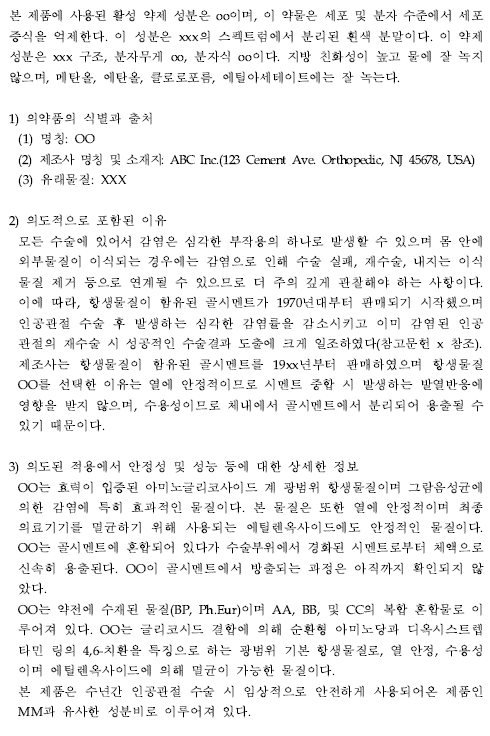 본 제품에 사용된 활성 약제 성분은 oo이며, 이 약물은 세포 및 분자 수준에서 세포
증식을 억제한다. 이 성분은 xxx의 스펙트럼에서 분리된 흰색 분말이다. 이 약제
성분은 xxx 구조, 분자무게 oo, 분자식 oo이다. 지방 친화성이 높고 물에 잘 녹지
않으며, 메탄올, 에탄올, 클로로포름, 에틸아세테이트에는 잘 녹는다.
1) 의약품의 식별과 출처
(1) 명칭: OO
(2) 제조사 명칭 및 소재지: ABC Inc.(123 Cement Ave. Orthopedic, NJ 45678, USA)
(3) 유래물질: XXX
2) 의도적으로 포함된 이유
모든 수술에 있어서 감염은 심각한 부작용의 하나로 발생할 수 있으며 몸 안에
외부물질이 이식되는 경우에는 감염으로 인해 수술 실패, 재수술, 내지는 이식
물질 제거 등으로 연계될 수 있으므로 더 주의 깊게 관찰해야 하는 사항이다.
이에 따라, 항생물질이 함유된 골시멘트가 1970년대부터 판매되기 시작했으며
인공관절 수술 후 발생하는 심각한 감염률을 감소시키고 이미 감염된 인공
관절의 재수술 시 성공적인 수술결과 도출에 크게 일조하였다(참고문헌 x 참조).
제조사는 항생물질이 함유된 골시멘트를 19xx년부터 판매하였으며 항생물질
OO를 선택한 이유는 열에 안정적이므로 시멘트 중합 시 발생하는 발열반응에
영향을 받지 않으며, 수용성이므로 체내에서 골시멘트에서 분리되어 용출될 수
있기 때문이다.
3) 의도된 적용에서 안정성 및 성능 등에 대한 상세한 정보
OO는 효력이 입증된 아미노글리코사이드 계 광범위 항생물질이며 그람음성균에
의한 감염에 특히 효과적인 물질이다. 본 물질은 또한 열에 안정적이며 최종
의료기기를 멸균하기 위해 사용되는 에틸렌옥사이드에도 안정적인 물질이다.
OO는 골시멘트에 혼합되어 있다가 수술부위에서 경화된 시멘트로부터 체액으로
신속히 용출된다. OO이 골시멘트에서 방출되는 과정은 아직까지 확인되지 않
았다.
OO는 약전에 수재된 물질(BP, Ph.Eur)이며 AA, BB, 및 CC의 복합 혼합물로 이
루어져 있다. OO는 글리코시드 결합에 의해 순환형 아미노당과 디옥시스트렙
타민 링의 4,6-치환을 특징으로 하는 광범위 기본 항생물질로, 열 안정, 수용성
이며 에틸렌옥사이드에 의해 멸균이 가능한 물질이다.
본 제품은 수년간 인공관절 수술 시 임상적으로 안전하게 사용되어온 제품인
MM과 유사한 성분비로 이루어져 있다.